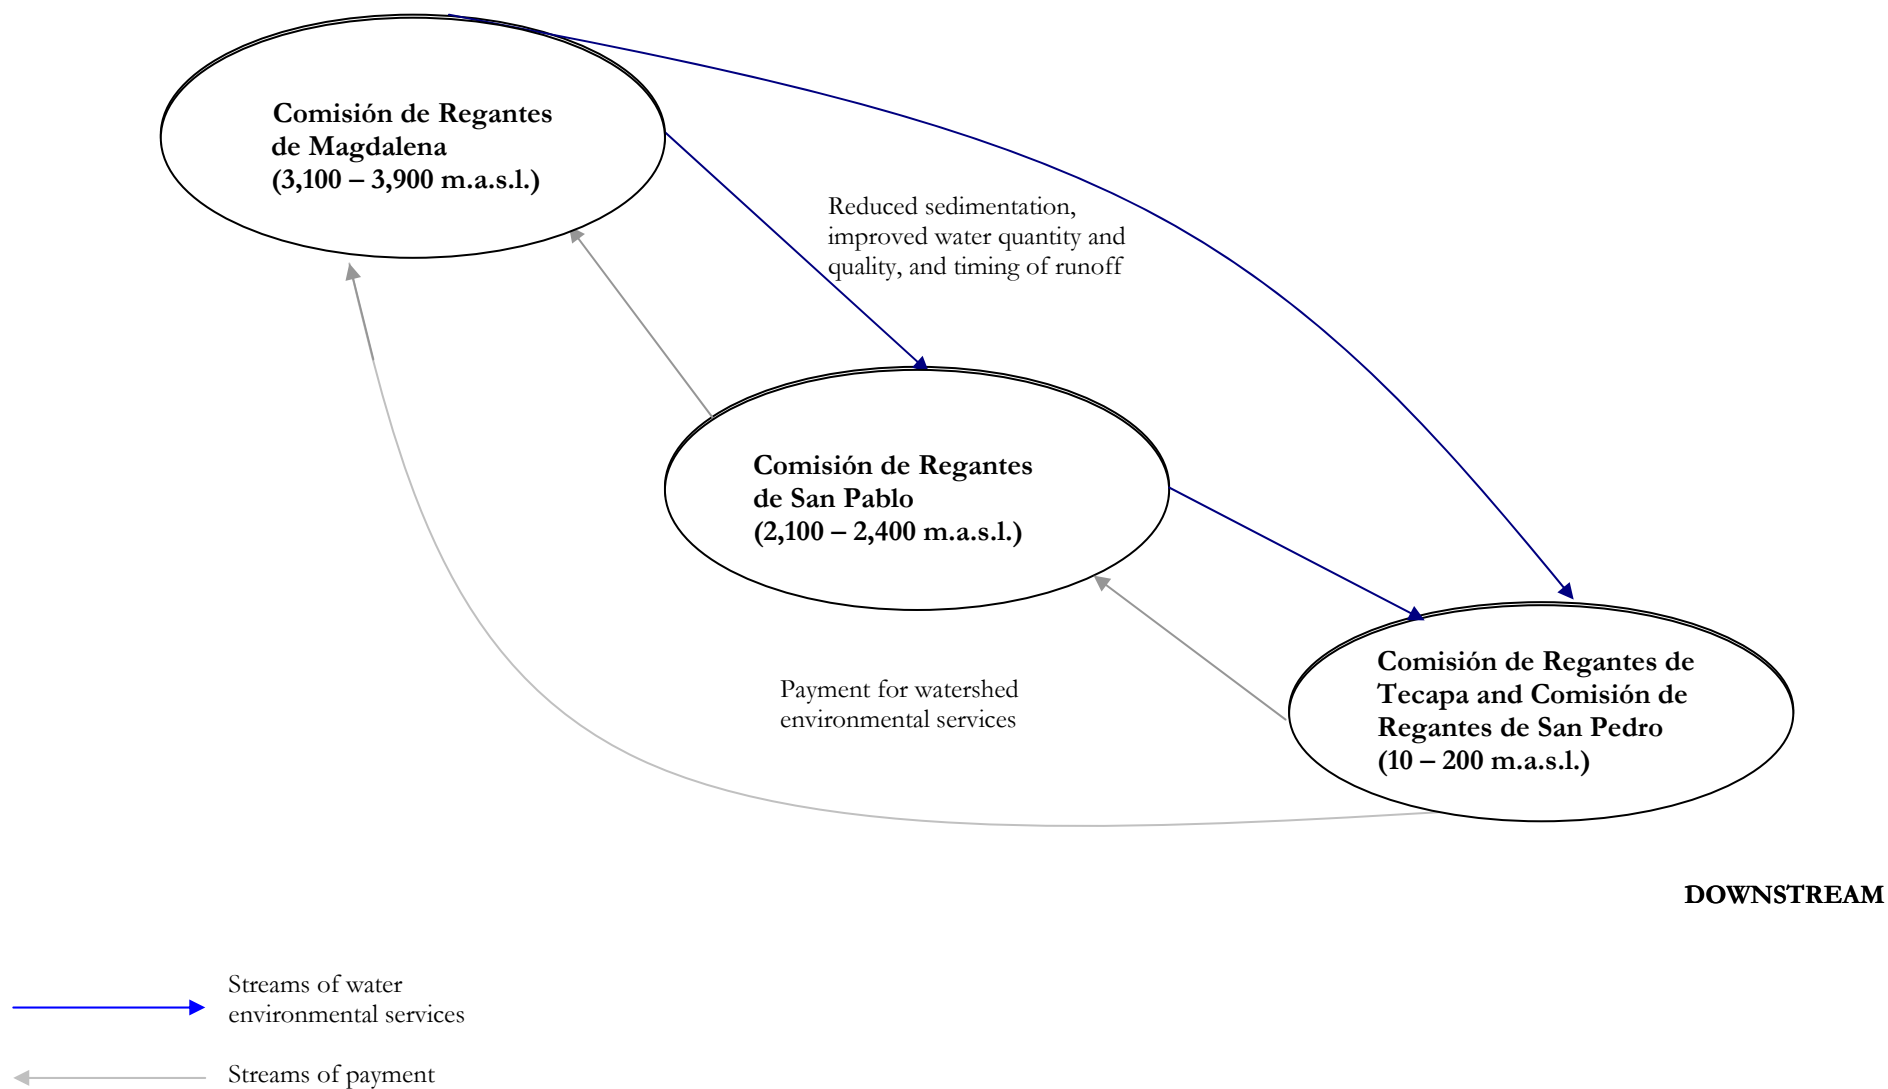 Comisión de Regantes
de Magdalena
(3,100 – 3,900 m.a.s.l.)
Reduced sedimentation,
improved water quantity and
quality, and timing of runoff
Comisión de Regantes
de San Pablo
(2,100 – 2,400 m.a.s.l.)
Comisión de Regantes de
Tecapa and Comisión de
Regantes de San Pedro
(10 – 200 m.a.s.l.)
Payment for watershed
environmental services
DOWNSTREAM
Streams of water
environmental services
Streams of payment